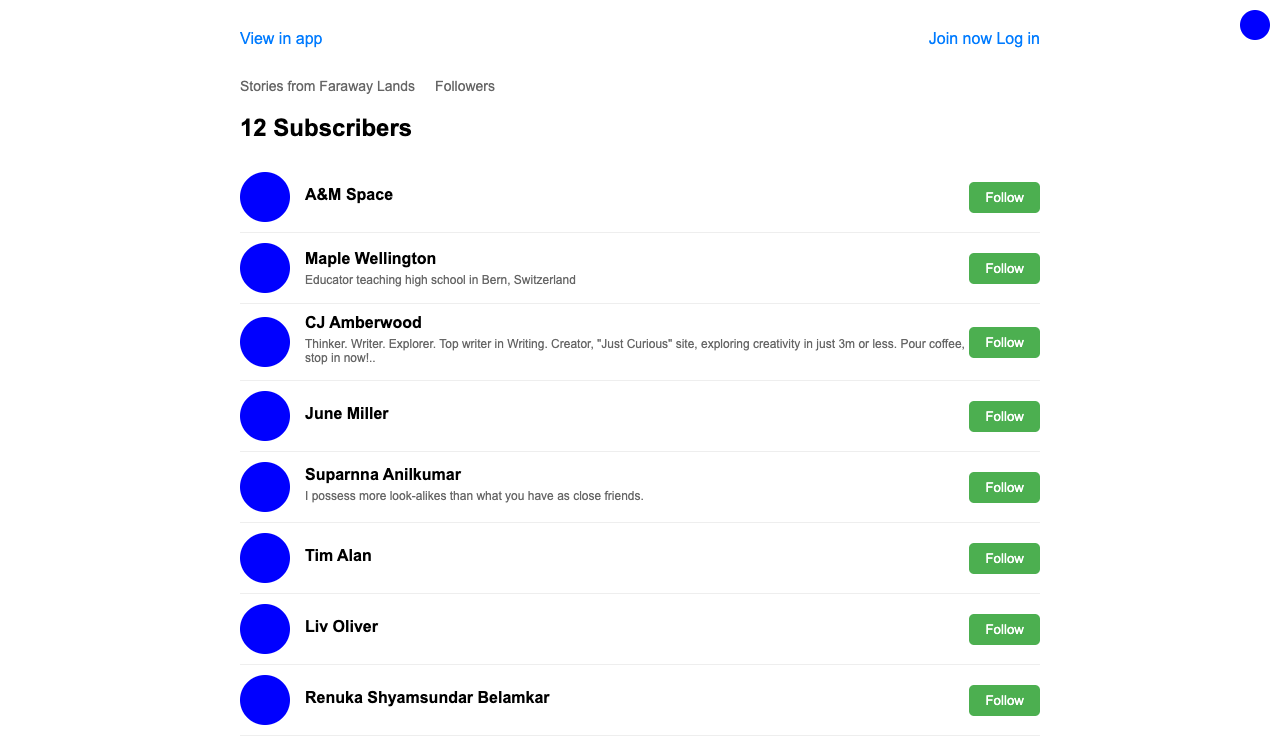 View in app
Join now Log in
Stories from Faraway Lands
Followers
12 Subscribers
A&M Space
Follow
Maple Wellington
Educator teaching high school in Bern, Switzerland
Follow
CJ Amberwood
Thinker. Writer. Explorer. Top writer in Writing. Creator, "Just Curious" site, exploring creativity in just 3m or less. Pour coffee,
stop in now!..
Follow
June Miller
Follow
Suparnna Anilkumar
I possess more look-alikes than what you have as close friends.
Follow
Tim Alan
Follow
Liv Oliver
Follow
Renuka Shyamsundar Belamkar
Follow